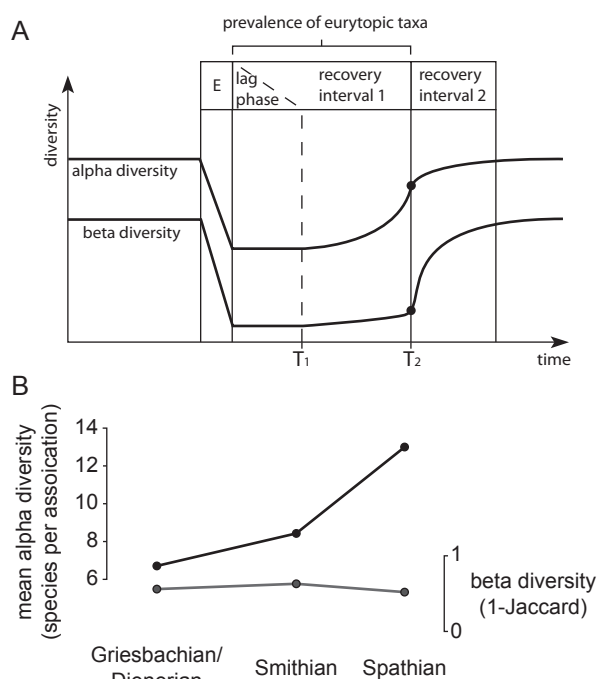 A
prevalence of eurytopic taxa
E
lag
phase
recovery
interval 1
recovery
interval 2
diversity
alpha diversity
beta diversity
T1
T2
time
B
mean alpha diversity
(species per assoication)
14
12
10
8
6
1
0
beta diversity
(1-Jaccard)
Griesbachian/
Smithian
Spathian